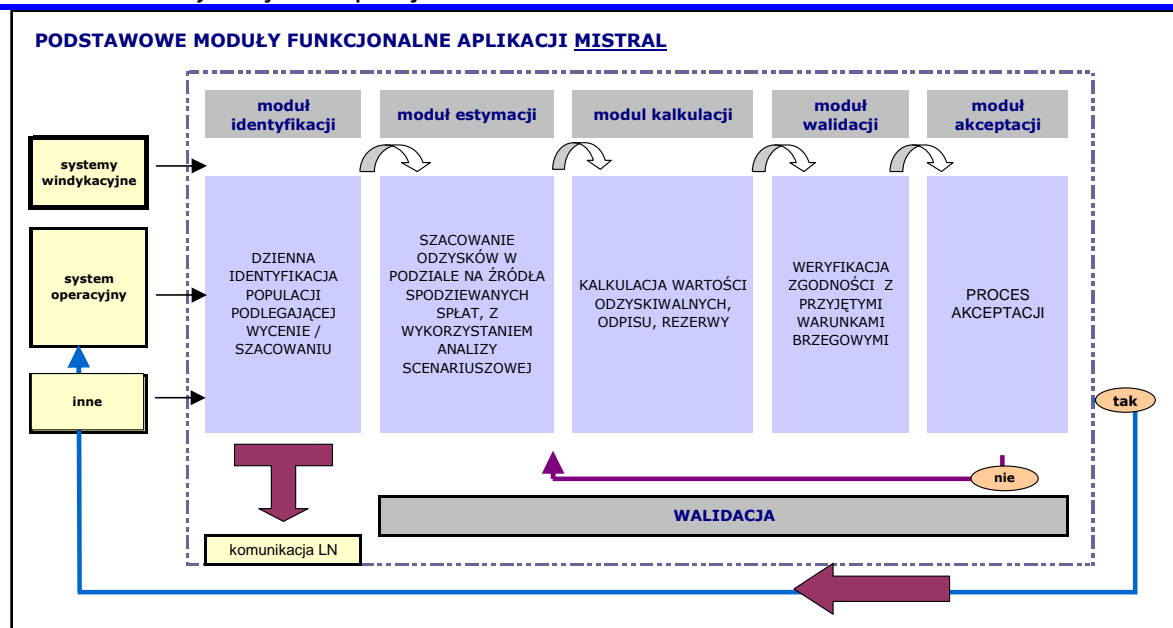 PODSTAWOWE MODUŁY FUNKCJONALNE APLIKACJI MISTRAL
moduł
identyfikacji
moduł estymacji
modul kalkulacji
moduł
walidacji
moduł
akceptacji
systemy
windykacyjne
system
operacyjny
inne
DZIENNA
IDENTYFIKACJA
POPULACJI
PODLEGAJĄCEJ
WYCENIE /
SZACOWANIU
SZACOWANIE
ODZYSKÓW W
PODZIALE NA ŹRÓDŁA
SPODZIEWANYCH
SPŁAT, Z
WYKORZYSTANIEM
ANALIZY
SCENARIUSZOWEJ
KALKULACJA WARTOŚCI
ODZYSKIWALNYCH,
ODPISU, REZERWY
WERYFIKACJA
ZGODNOŚCI Z
PRZYJĘTYMI
WARUNKAMI
BRZEGOWYMI
PROCES
AKCEPTACJI
tak
nie
WALIDACJA
komunikacja LN